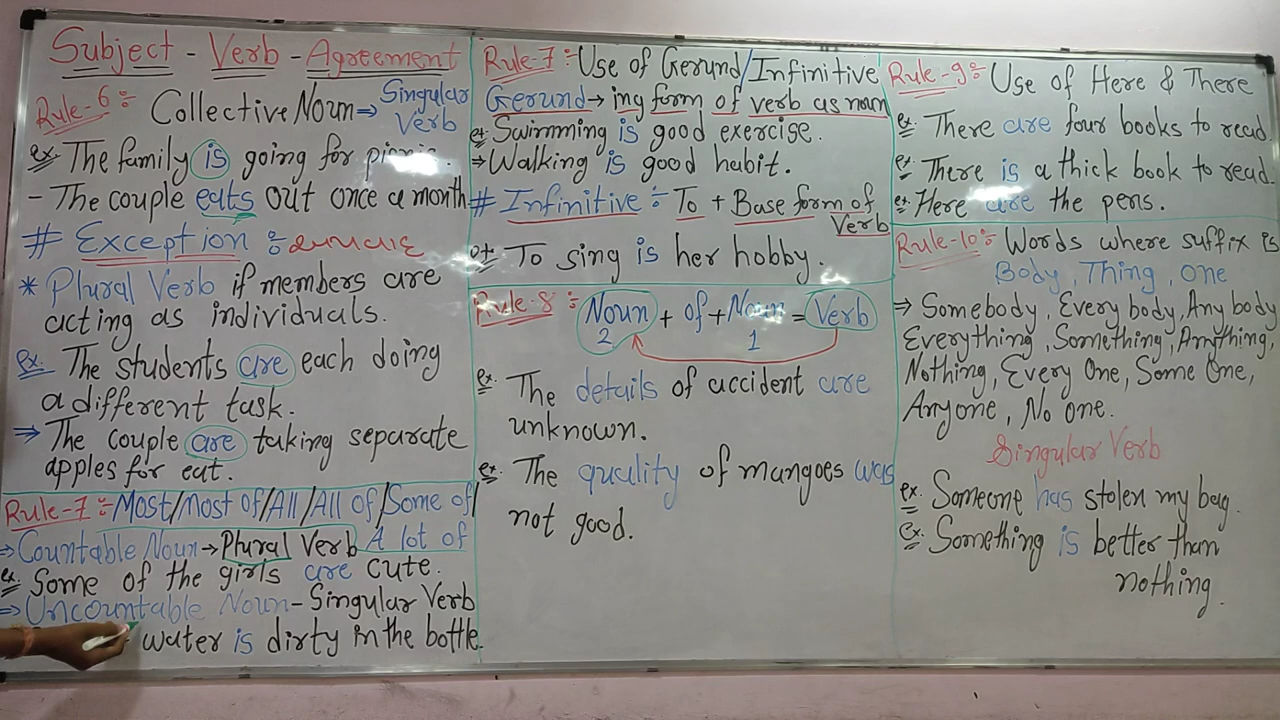 Subject - Verb - Agreement
Rule-6 :- Collective Noun → Singular Verb
ex. The family is going for picnic.
- The couple eats out once a month
# Exception :- અપવાદ
* Plural Verb if members are
acting as individuals.
ex. The students are each doing
a different task.
⇒ The couple are taking separate
apples for eat.
Rule-7 :- Most/Most of/All/All of/Some of/
A lot of
⇒ Countable Noun → Plural Verb
ex. Some of the girls are cute.
⇒ Uncountable Noun - Singular Verb
water is dirty in the bottle.
Rule-7 :- Use of Gerund/Infinitive
Gerund → ing form of verb as noun
ex. Swimming is good exercise.
⇒ Walking is good habit.
# Infinitive :- To + Base form of
Verb
ex. To sing is her hobby.
Rule-8 :- Noun + of + Noun = Verb
2 1
ex. The details of accident are
unknown.
ex. The quality of mangoes was
not good.
Rule-9 :- Use of Here & There
ex. There are four books to read.
ex. There is a thick book to read.
ex. Here are the pens.
Rule-10 :- Words where suffix is
Body, Thing, One
→ Somebody, Every body, Any body
Everything, Something, Anything,
Nothing, Every One, Some One,
Anyone, No one.
Singular Verb
ex. Someone has stolen my bag.
ex. Something is better than
nothing.